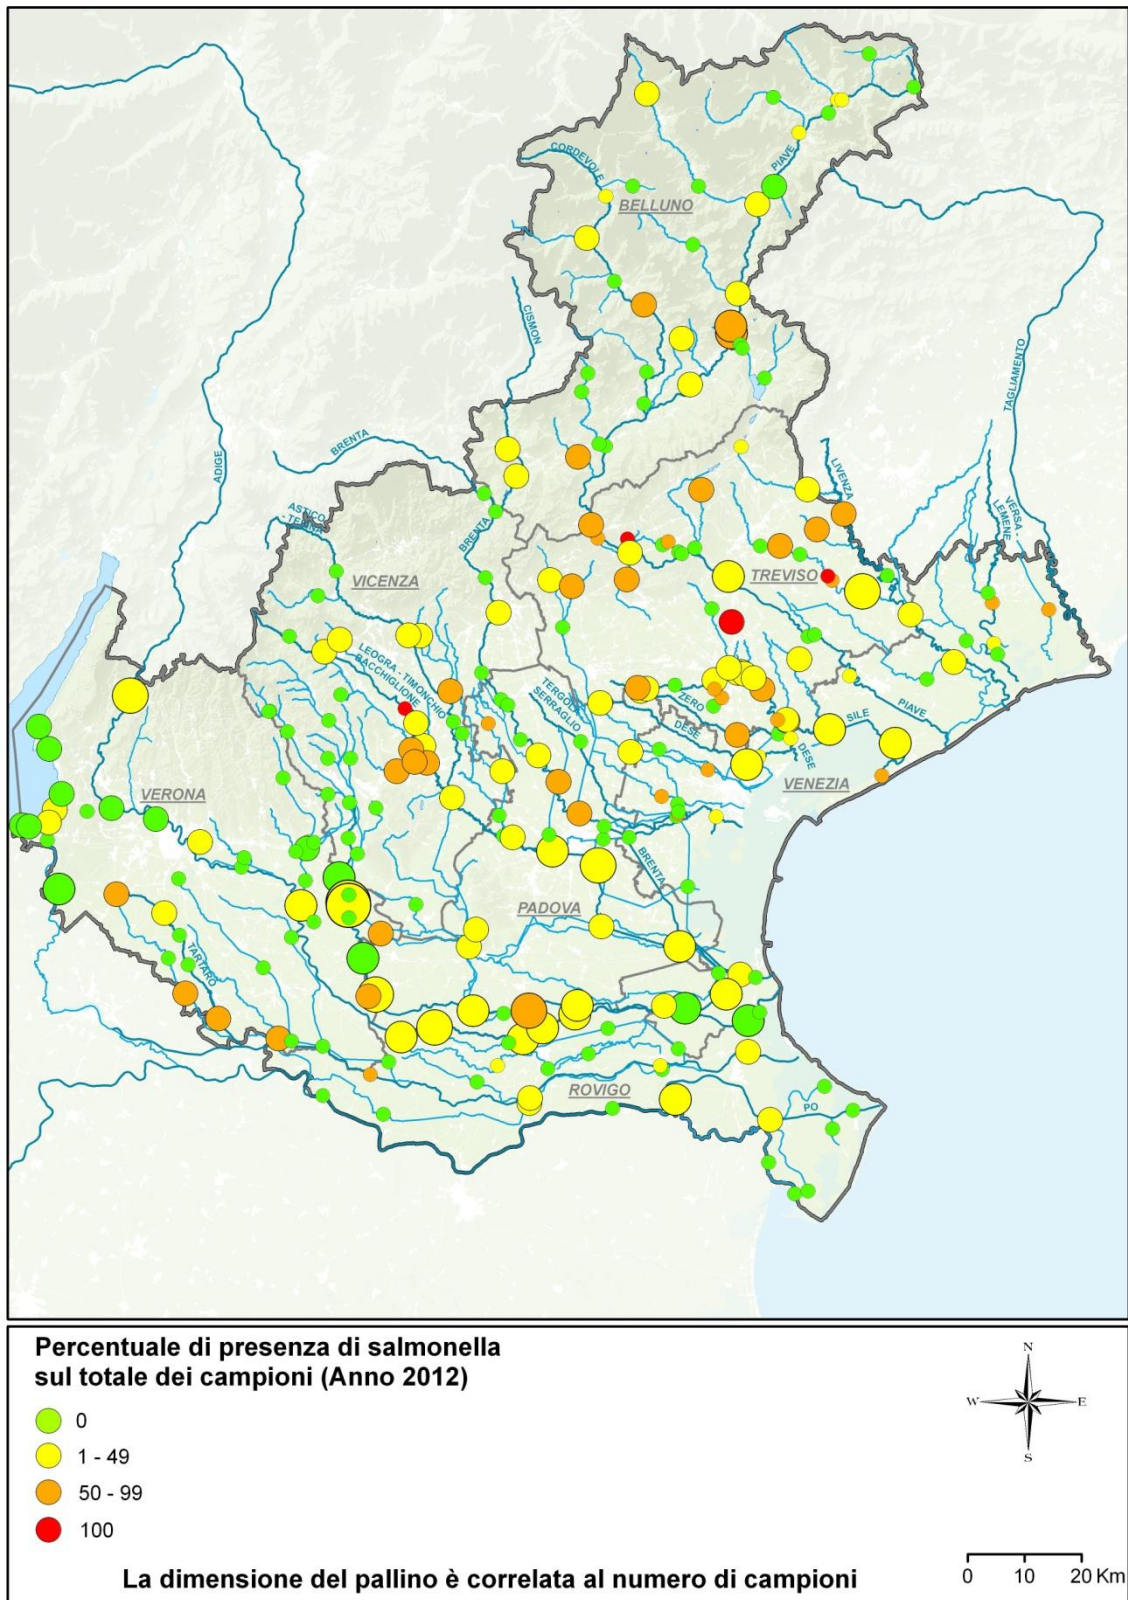 CORDEVOLE
PIAVE
BELLUNO
CISMON
TAGLIAMENTO
ADIGE
BRENTA
LIVENZA
VERSA -
LEMENE
ASTICO
- TESINA
BRENTA
VICENZA
TREVISO
LEOGRA - TIMONCHIO
BACCHIGLIONE
TERGOLA
SERRAGLIO
ZERO
DESE
SILE
PIAVE
DESE
VENEZIA
VERONA
BRENTA
PADOVA
TARTARO
ROVIGO
PO
Percentuale di presenza di salmonella
sul totale dei campioni (Anno 2012)
0
1 - 49
50 - 99
100
N
W
E
S
La dimensione del pallino è correlata al numero di campioni
0 10 20 Km